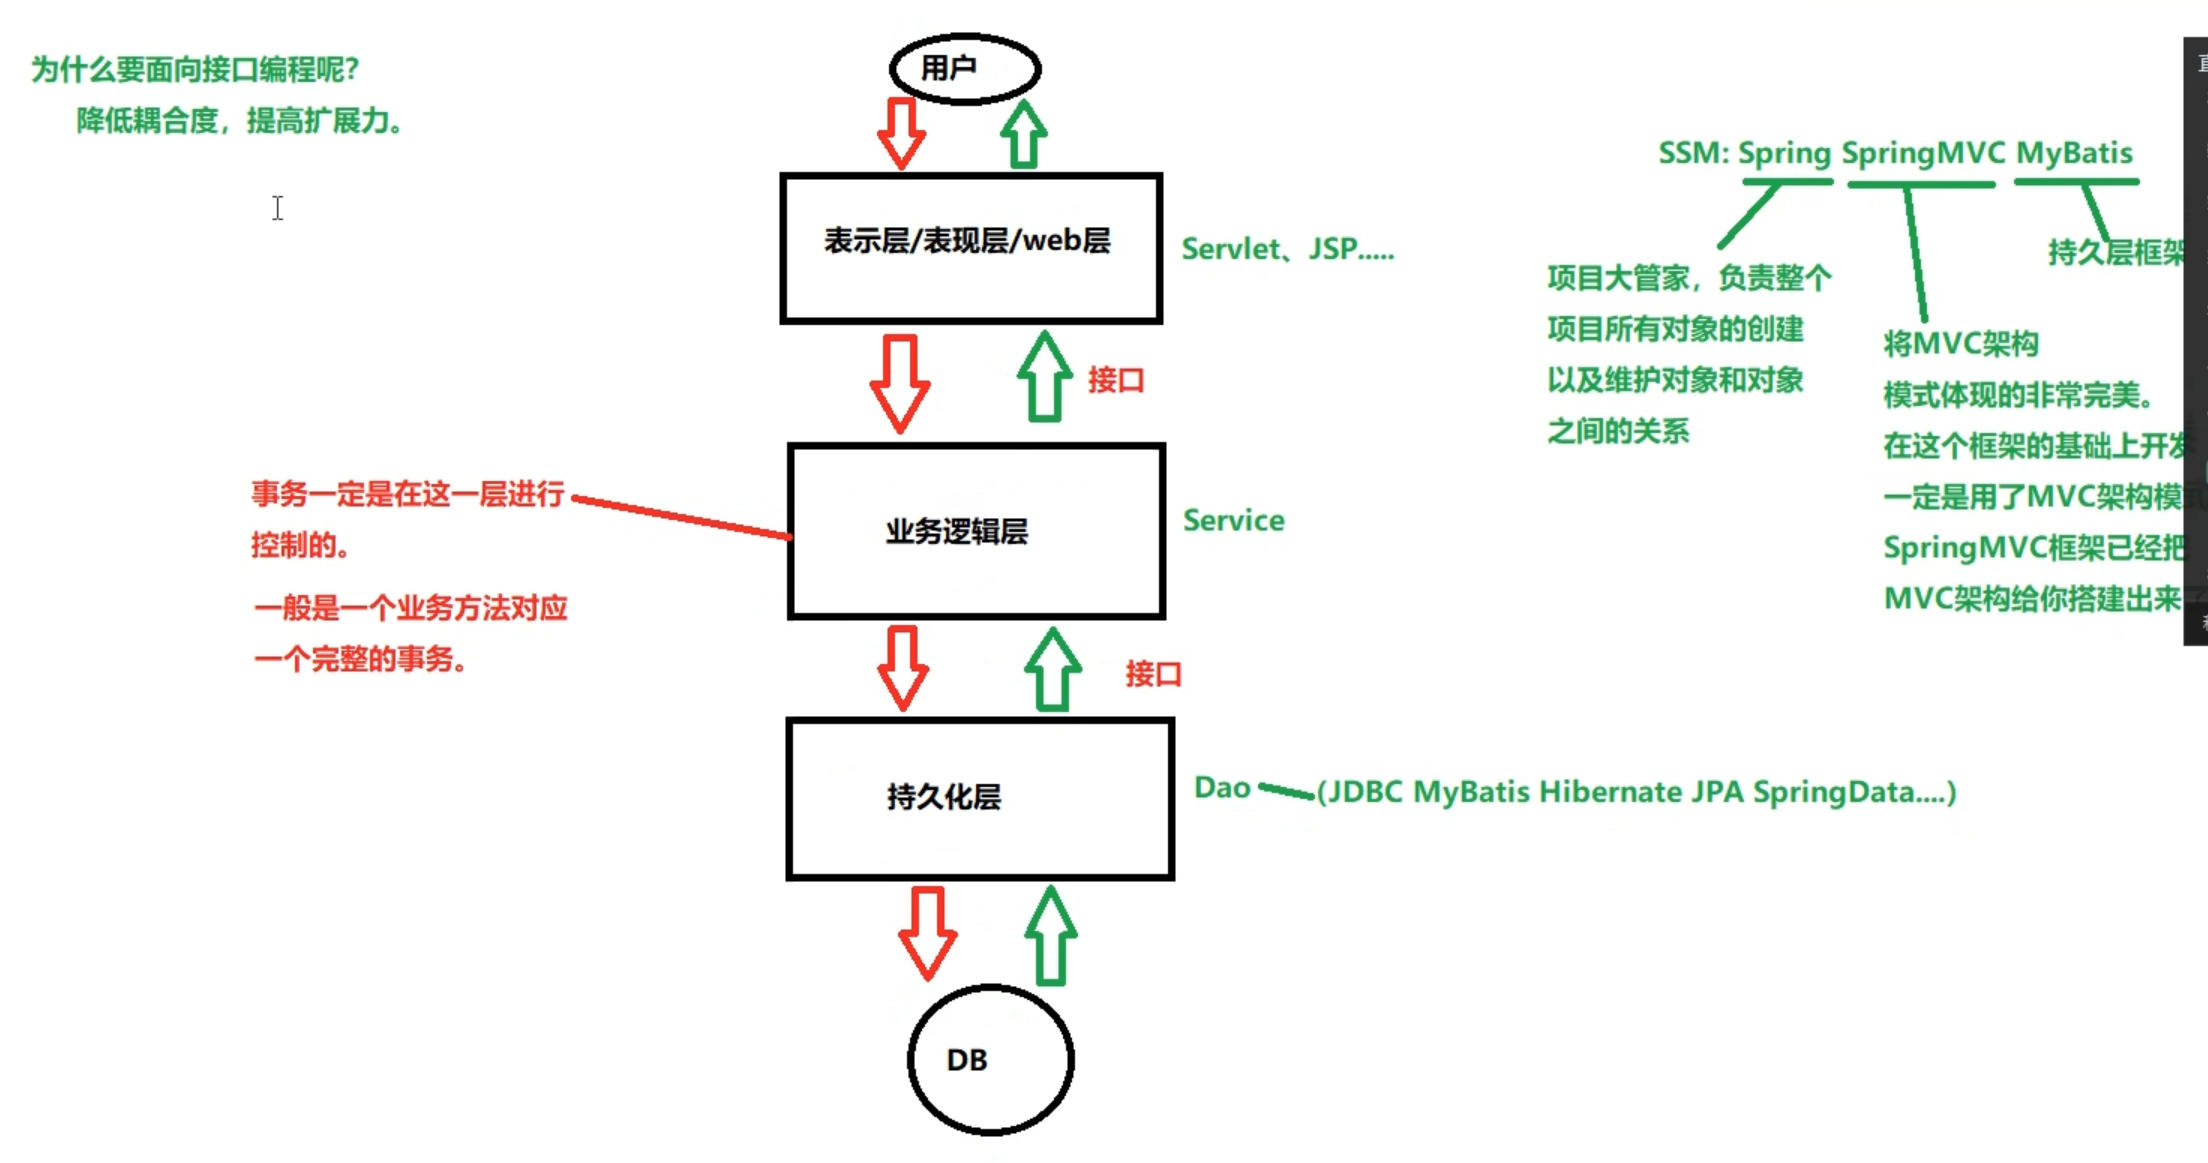 为什么要面向接口编程呢？
降低耦合度，提高扩展力。
用户
表示层/表现层/web层
Servlet、JSP.....
接口
事务一定是在这一层进行
控制的。
一般是一个业务方法对应
一个完整的事务。
业务逻辑层
Service
接口
持久化层
Dao
(JDBC MyBatis Hibernate JPA SpringData....)
DB
SSM: Spring SpringMVC MyBatis
项目大管家，负责整个
项目所有对象的创建
以及维护对象和对象
之间的关系
将MVC架构
模式体现的非常完美。
在这个框架的基础上开发
一定是用了MVC架构模式
SpringMVC框架已经把
MVC架构给你搭建出来了
持久层框架